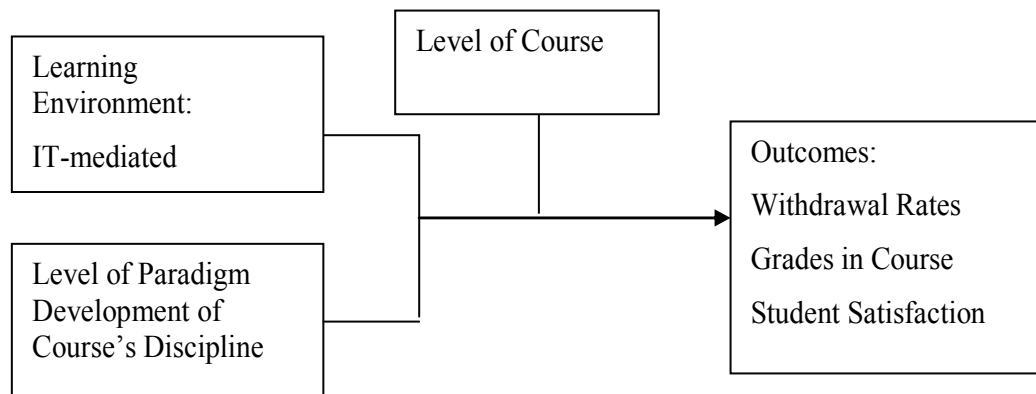 Learning
Environment:
IT-mediated
Level of Course
Level of Paradigm
Development of
Course's Discipline
Outcomes:
Withdrawal Rates
Grades in Course
Student Satisfaction